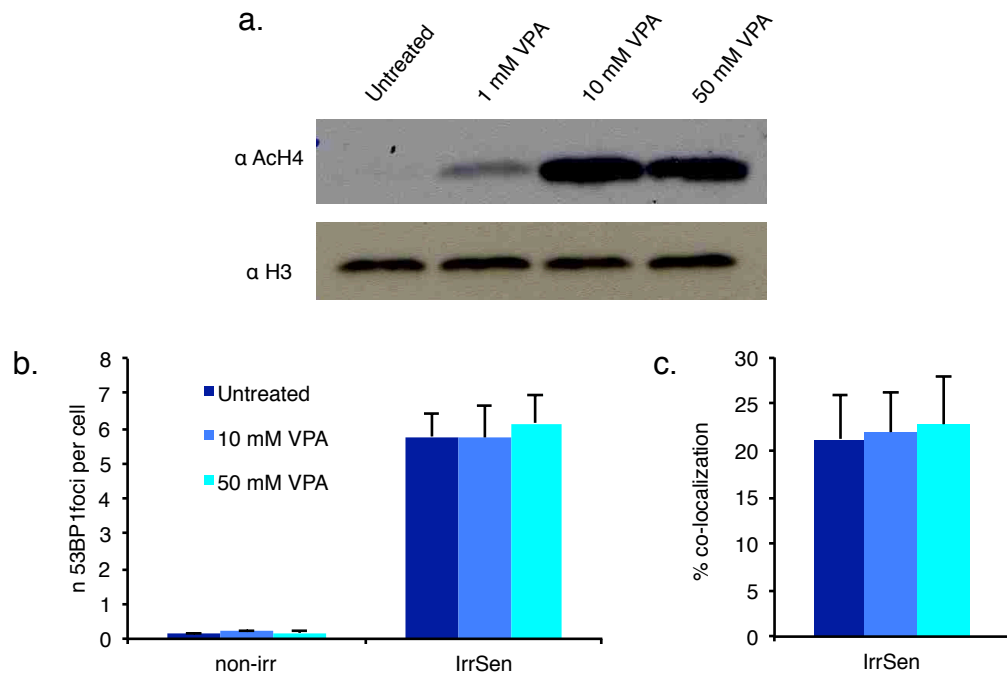 a.
Untreated
1 mM VPA
10 mM VPA
50 mM VPA
α AcH4
α H3
b.
8
7
6
5
4
3
2
1
0
n 53BP1foci per cell
Untreated
10 mM VPA
50 mM VPA
non-irr
IrrSen
c.
30
25
20
15
10
5
0
% co-localization
IrrSen